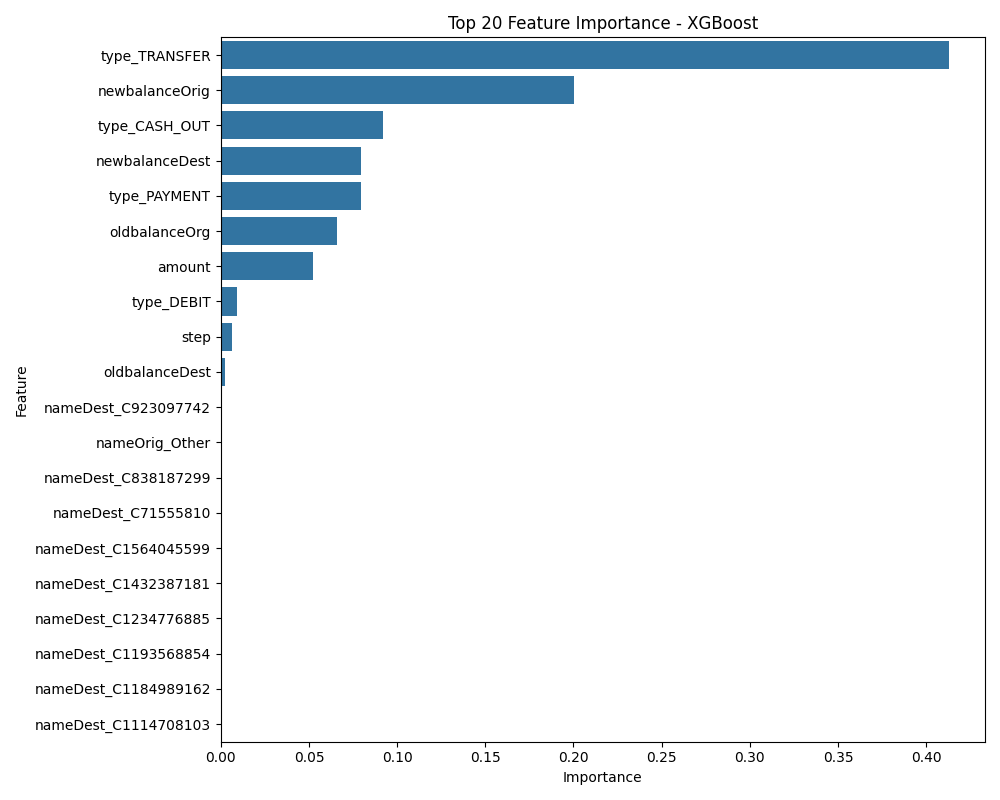 Top 20 Feature Importance - XGBoost
type_TRANSFER
newbalanceOrig
type_CASH_OUT
newbalanceDest
type_PAYMENT
oldbalanceOrg
amount
type_DEBIT
step
oldbalanceDest
nameDest_C923097742
nameOrig_Other
nameDest_C838187299
nameDest_C71555810
nameDest_C1564045599
nameDest_C1432387181
nameDest_C1234776885
nameDest_C1193568854
nameDest_C1184989162
nameDest_C1114708103
Feature
0.00 0.05 0.10 0.15 0.20 0.25 0.30 0.35 0.40
Importance